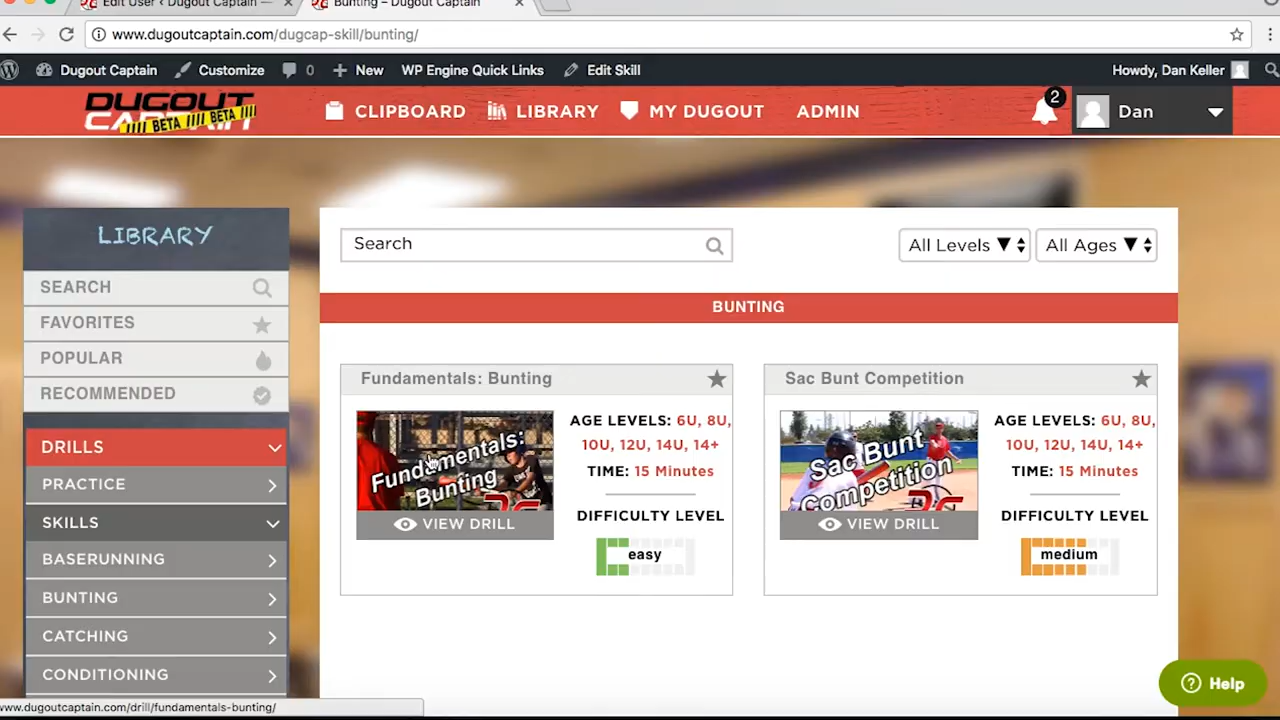 Edit User ‹ Dugout Captain —
Bunting – Dugout Captain
www.dugoutcaptain.com/dugcap-skill/bunting/
Dugout Captain Customize 0 New WP Engine Quick Links Edit Skill Howdy, Dan Keller
DUGOUT
CAPTAIN
BETA BETA
CLIPBOARD LIBRARY MY DUGOUT ADMIN 2 Dan
LIBRARY
SEARCH
FAVORITES
POPULAR
RECOMMENDED
DRILLS
PRACTICE
SKILLS
BASERUNNING
BUNTING
CATCHING
CONDITIONING
Search All Levels ▼ All Ages ▼
BUNTING
Fundamentals: Bunting
Fundamentals:
Bunting
VIEW DRILL
AGE LEVELS: 6U, 8U,
10U, 12U, 14U, 14+
TIME: 15 Minutes
DIFFICULTY LEVEL
easy
Sac Bunt Competition
Sac Bunt
Competition
VIEW DRILL
AGE LEVELS: 6U, 8U,
10U, 12U, 14U, 14+
TIME: 15 Minutes
DIFFICULTY LEVEL
medium
Help
www.dugoutcaptain.com/drill/fundamentals-bunting/